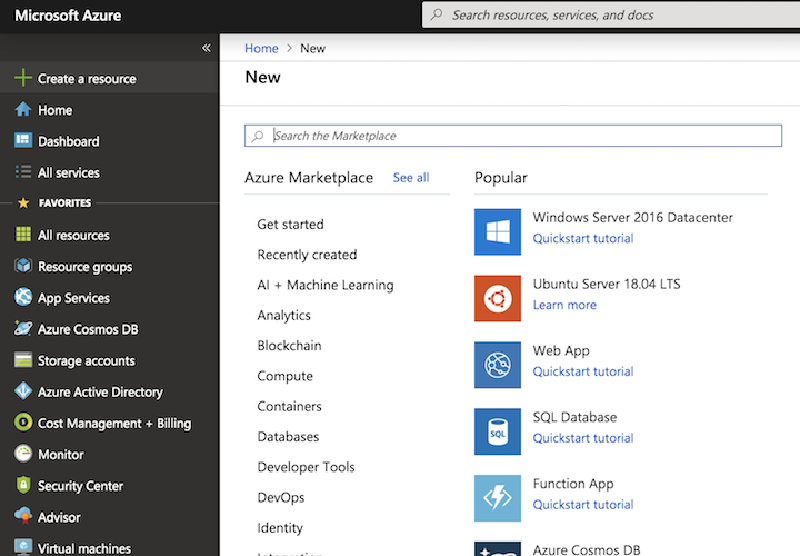 Microsoft Azure
Search resources, services, and docs
«
Create a resource
Home
Dashboard
All services
FAVORITES
All resources
Resource groups
App Services
Azure Cosmos DB
Storage accounts
Azure Active Directory
Cost Management + Billing
Monitor
Security Center
Advisor
Virtual machines
Home > New
New
Search the Marketplace
Azure Marketplace See all
Get started
Recently created
AI + Machine Learning
Analytics
Blockchain
Compute
Containers
Databases
Developer Tools
DevOps
Identity
Integration
Popular
Windows Server 2016 Datacenter
Quickstart tutorial
Ubuntu Server 18.04 LTS
Learn more
Web App
Quickstart tutorial
SQL
SQL Database
Quickstart tutorial
Function App
Quickstart tutorial
Azure Cosmos DB